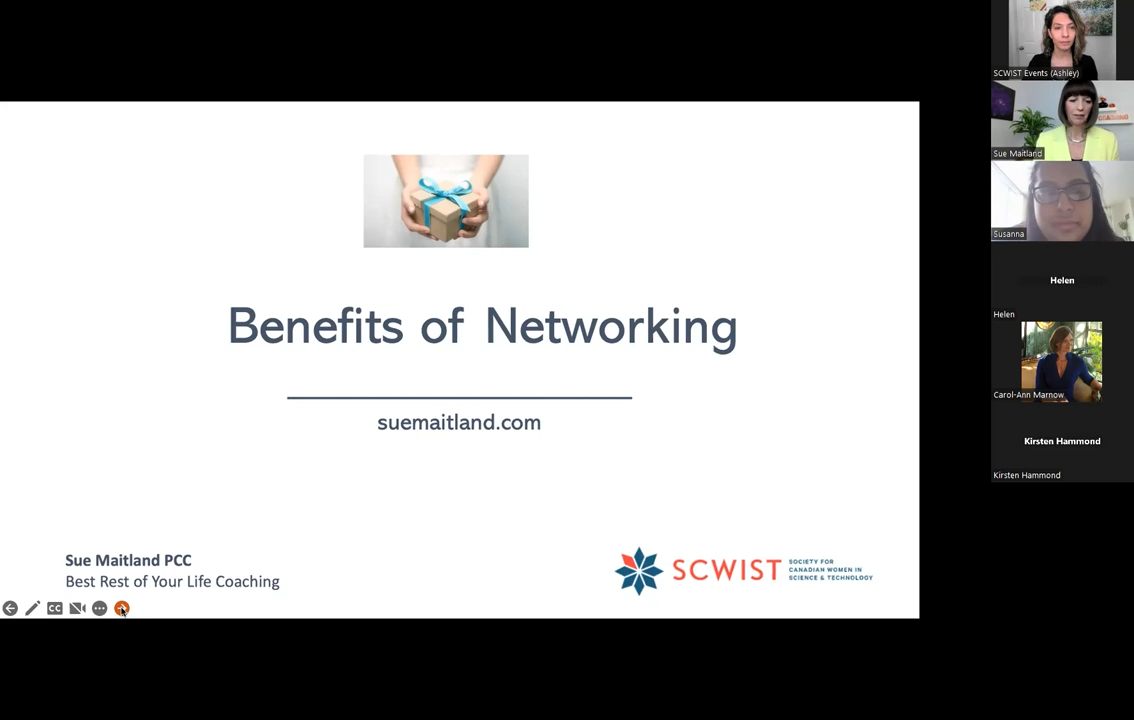 Benefits of Networking
suemaitland.com
Sue Maitland PCC
Best Rest of Your Life Coaching
SCWIST
SOCIETY FOR
CANADIAN WOMEN IN
SCIENCE & TECHNOLOGY
CC
SCWIST Events (Ashley)
Sue Maitland
Susanna
Helen
Helen
Carol-Ann Marnow
Kirsten Hammond
Kirsten Hammond